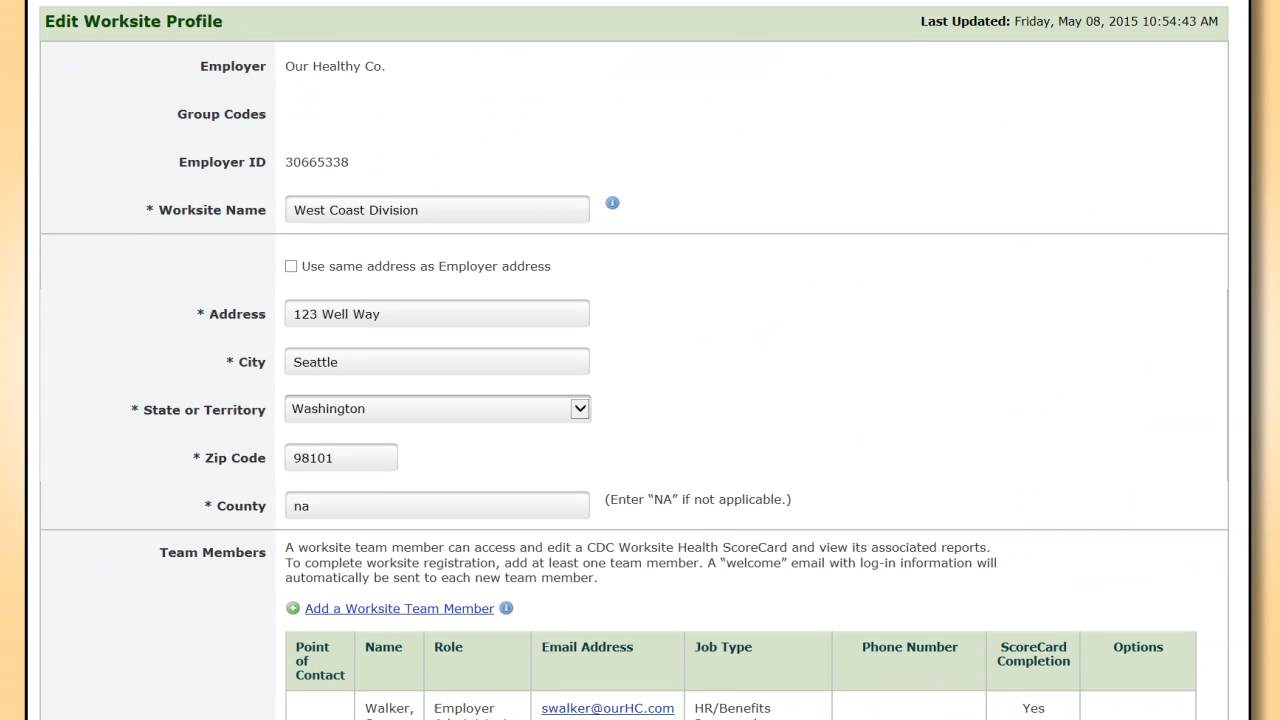 Edit Worksite Profile
Last Updated: Friday, May 08, 2015 10:54:43 AM
Employer Our Healthy Co.
Group Codes
Employer ID 30665338
* Worksite Name West Coast Division
Use same address as Employer address
* Address 123 Well Way
* City Seattle
* State or Territory Washington
* Zip Code 98101
* County na (Enter “NA” if not applicable.)
Team Members
A worksite team member can access and edit a CDC Worksite Health ScoreCard and view its associated reports.
To complete worksite registration, add at least one team member. A “welcome” email with log-in information will
automatically be sent to each new team member.
Add a Worksite Team Member
Point of Contact Name Role Email Address Job Type Phone Number ScoreCard Completion Options
Walker, Employer swalker@ourHC.com HR/Benefits Yes